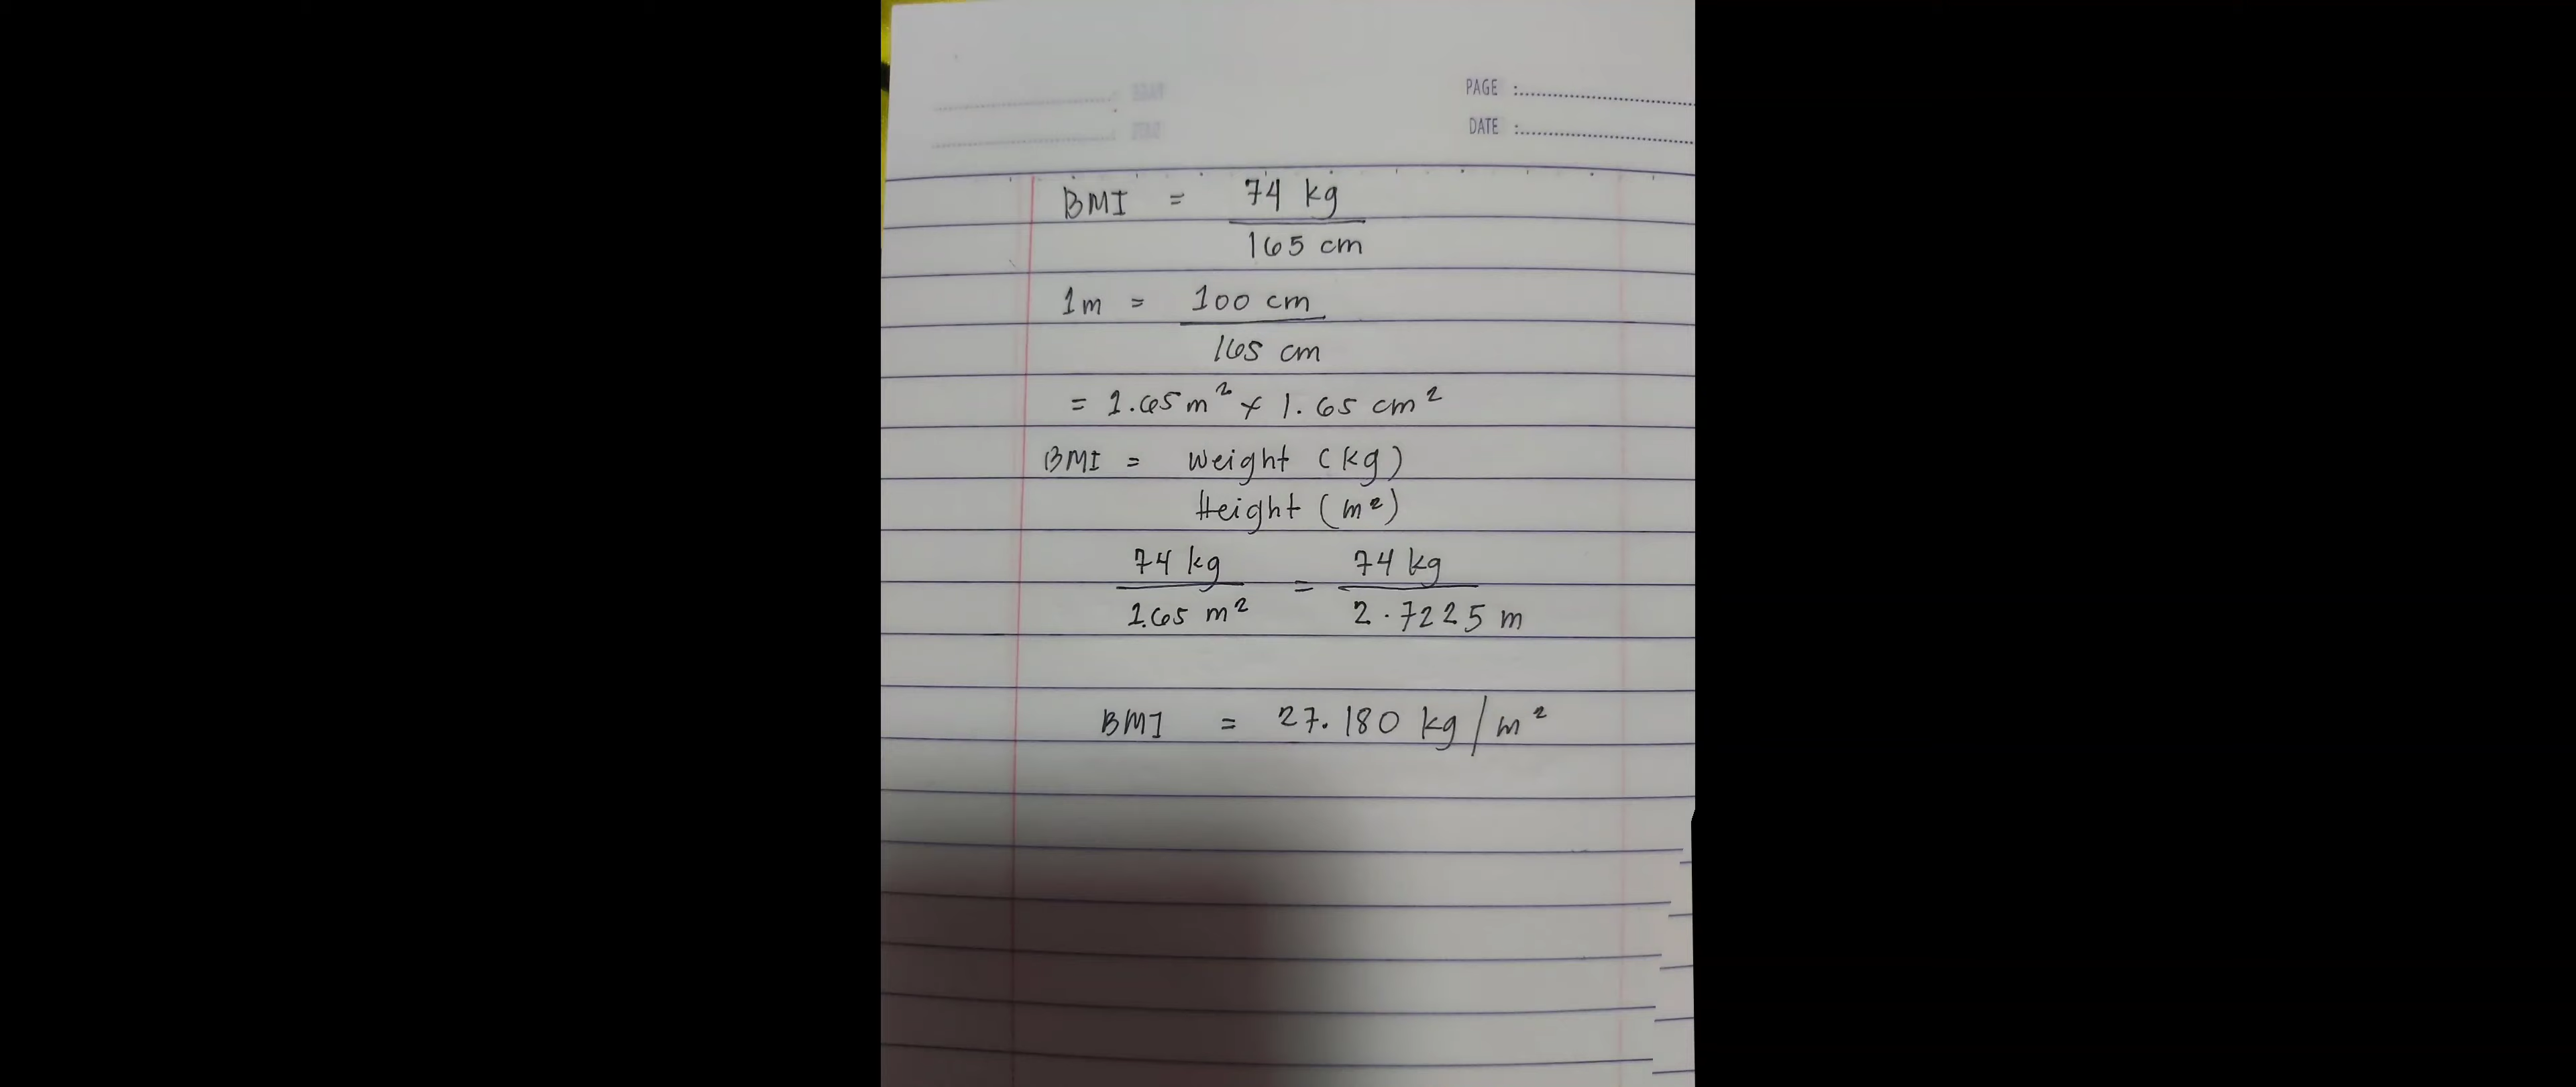 PAGE :
DATE :
BMI = 74 kg
165 cm
1m = 100 cm
165 cm
= 1.65 m² × 1.65 cm²
BMI = Weight (kg)
Height (m²)
74 kg = 74 kg
1.65 m² 2.7225 m
BMI = 27.180 kg/m²